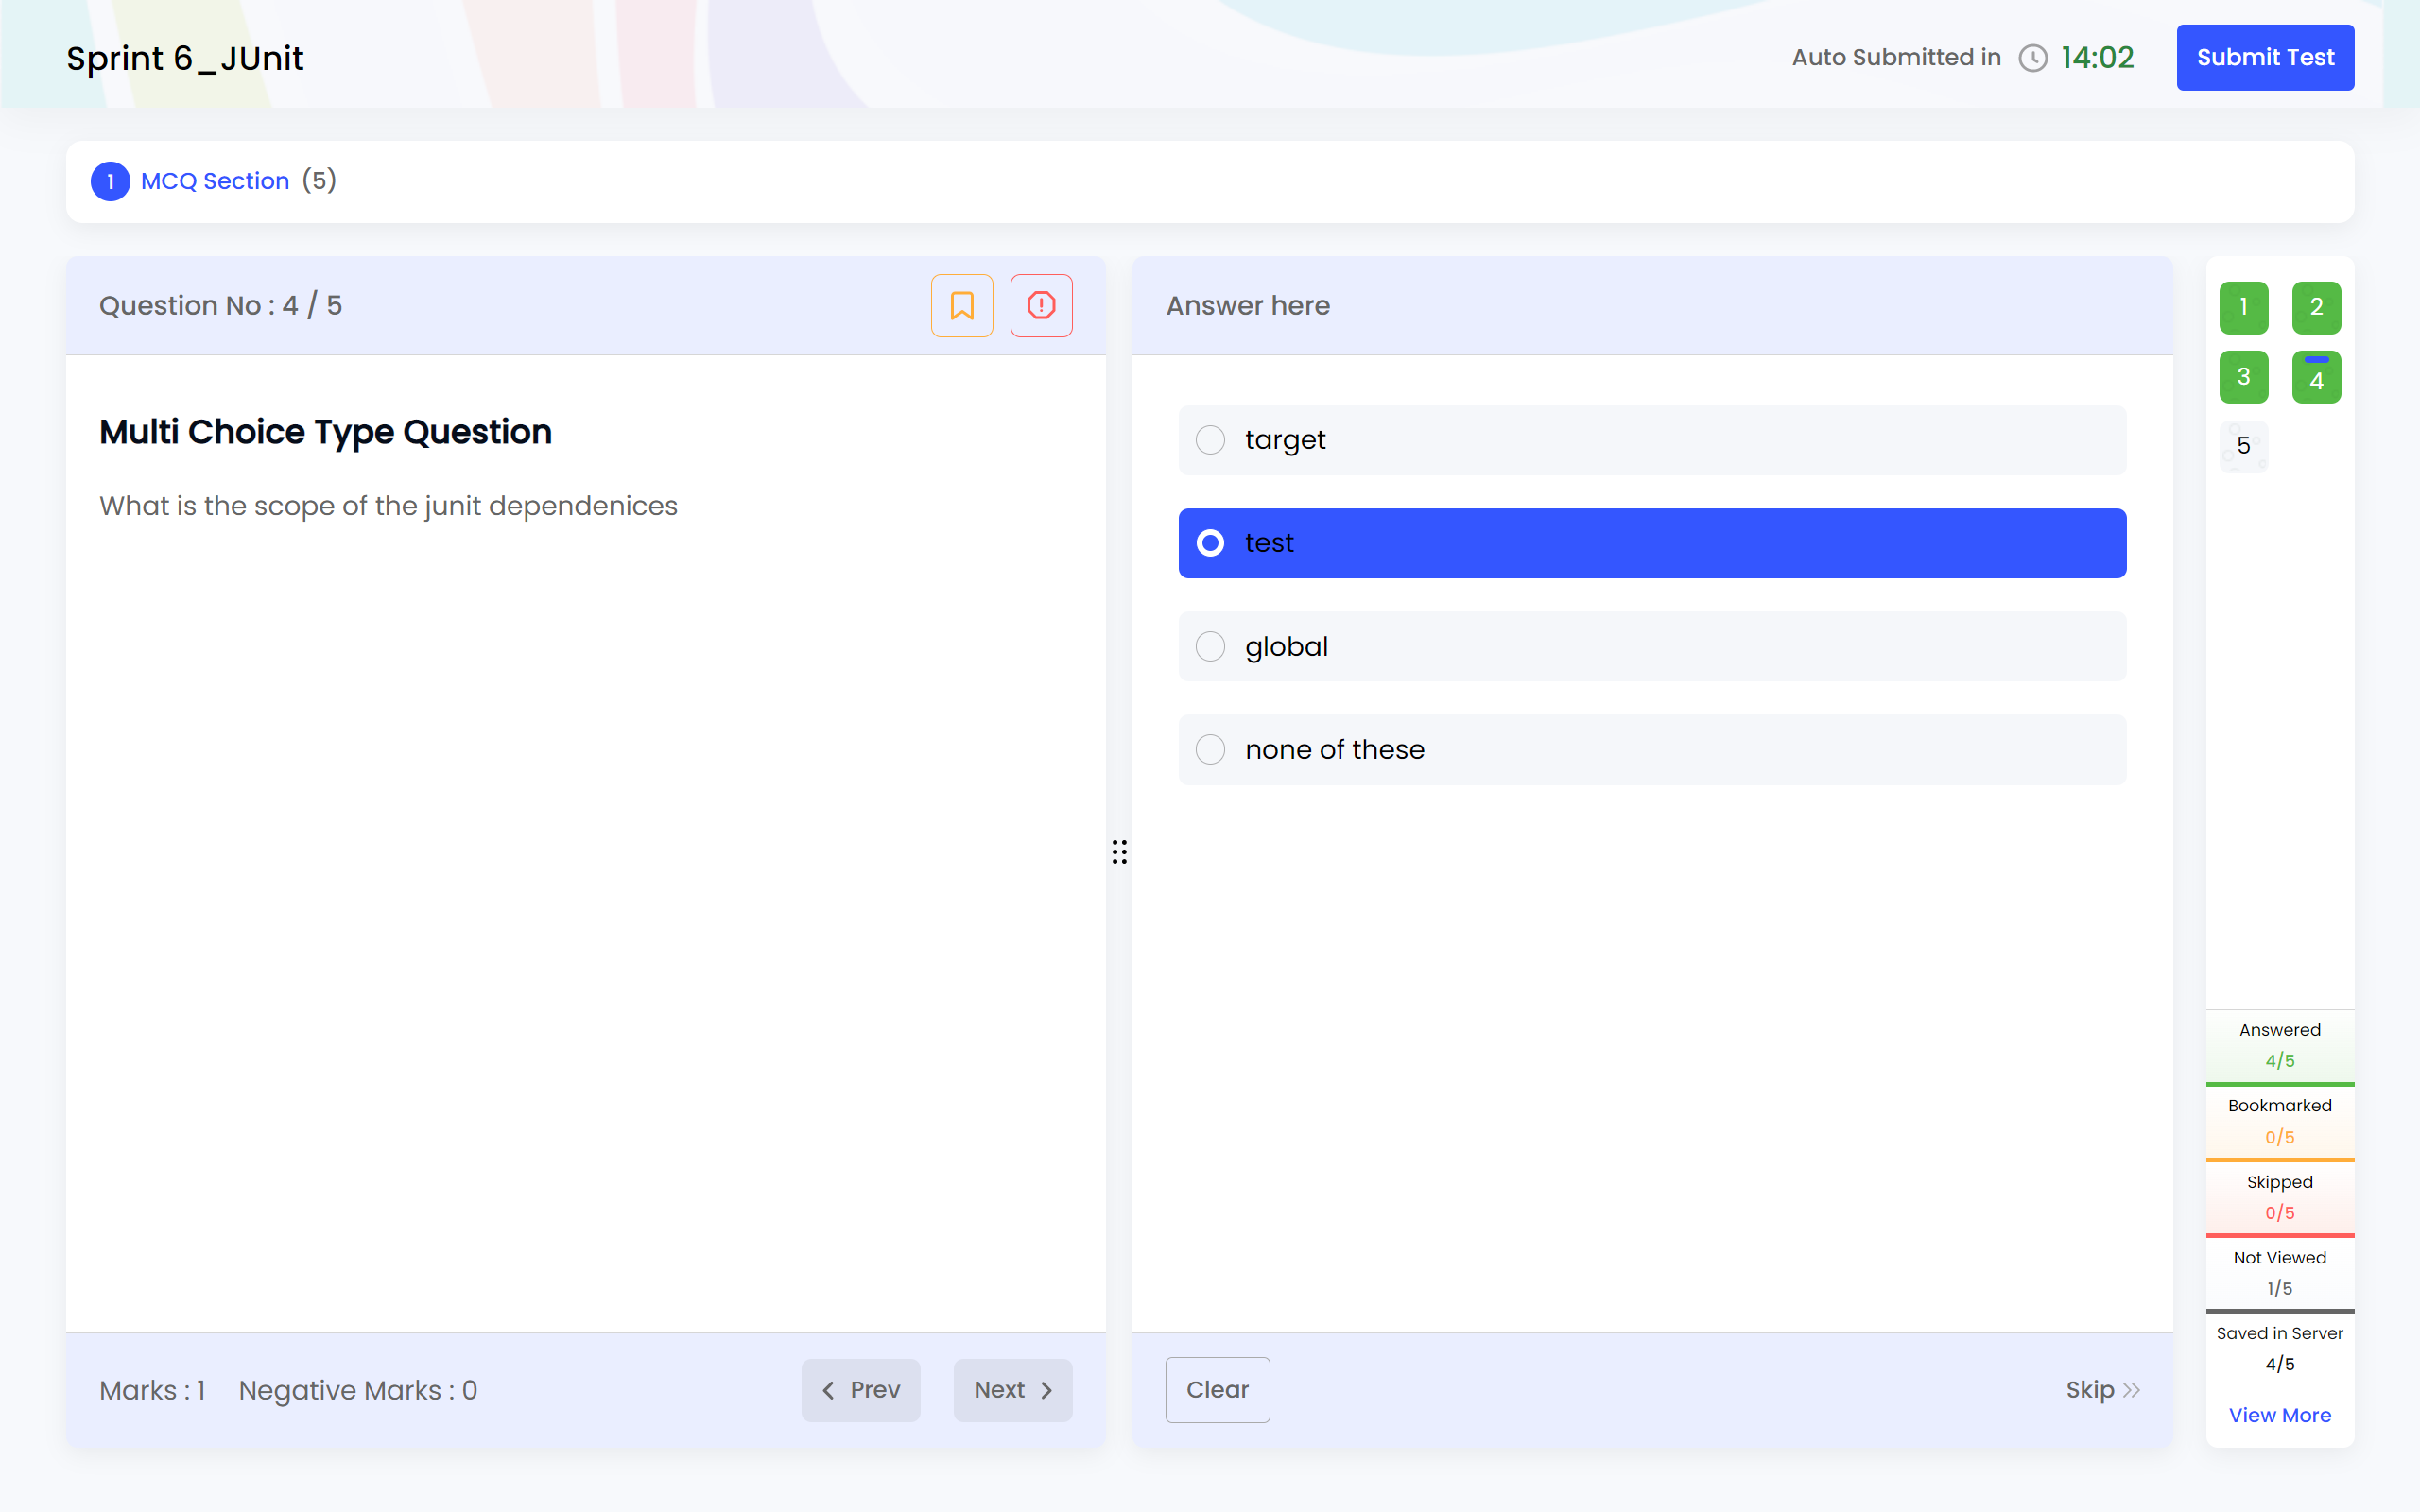 Sprint 6_JUnit
Auto Submitted in 14:02
Submit Test
1 MCQ Section (5)
Question No : 4 / 5
Multi Choice Type Question
What is the scope of the junit dependenices
Marks : 1 Negative Marks : 0
Prev
Next
Answer here
target
test
global
none of these
Clear
Skip
1 2
3 4
5
Answered
4/5
Bookmarked
0/5
Skipped
0/5
Not Viewed
1/5
Saved in Server
4/5
View More